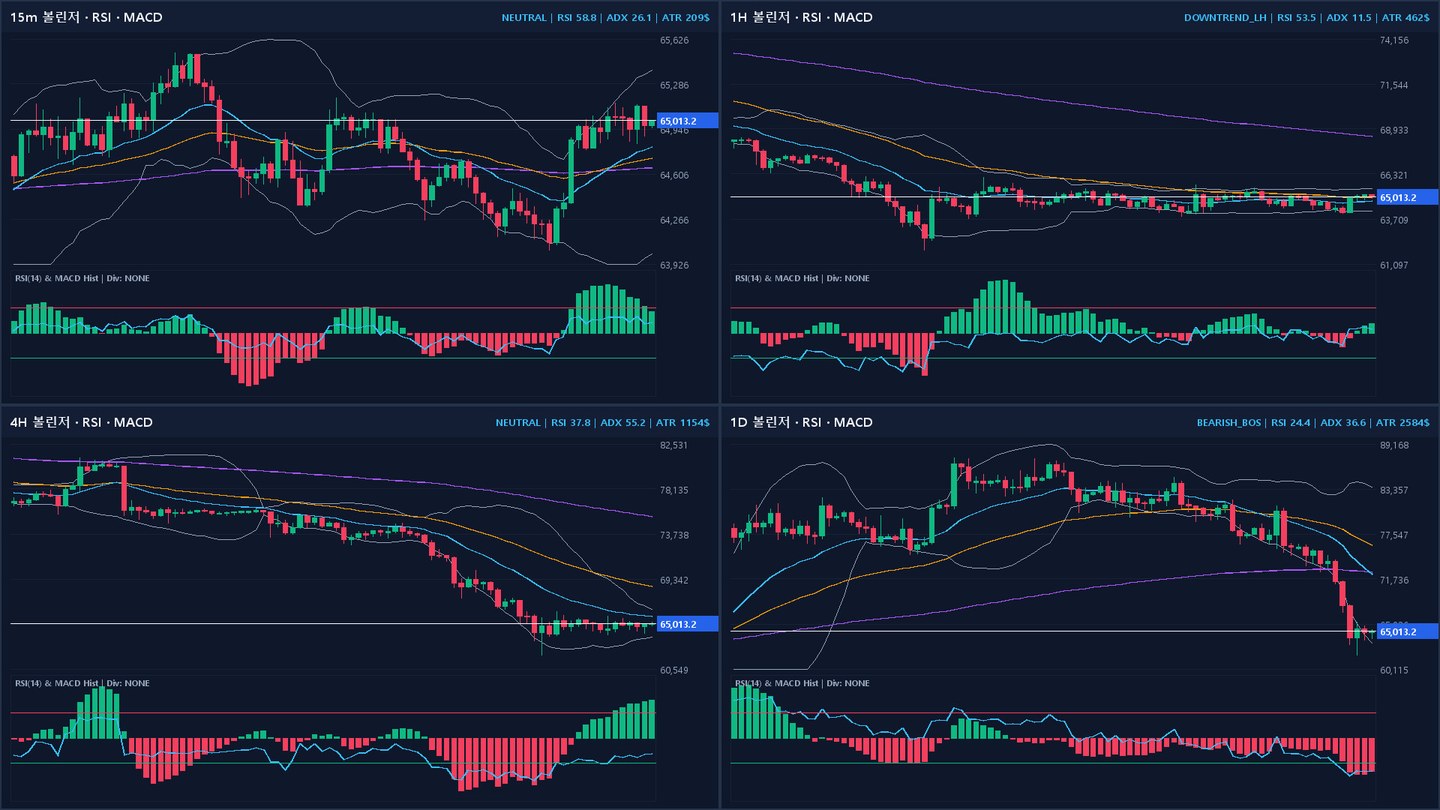 15m 볼린저 · RSI · MACD
NEUTRAL | RSI 58.8 | ADX 26.1 | ATR 209$
65,626
65,286
65,013.2
64,946
64,606
64,266
63,926
RSI(14) & MACD Hist | Div: NONE
1H 볼린저 · RSI · MACD
DOWNTREND_LH | RSI 53.5 | ADX 11.5 | ATR 462$
74,156
71,544
68,933
66,321
65,013.2
63,709
61,097
RSI(14) & MACD Hist | Div: NONE
4H 볼린저 · RSI · MACD
NEUTRAL | RSI 37.8 | ADX 55.2 | ATR 1154$
82,531
78,135
73,738
69,342
65,013.2
60,549
RSI(14) & MACD Hist | Div: NONE
1D 볼린저 · RSI · MACD
BEARISH_BOS | RSI 24.4 | ADX 36.6 | ATR 2584$
89,168
83,357
77,547
71,736
65,013.2
60,115
RSI(14) & MACD Hist | Div: NONE